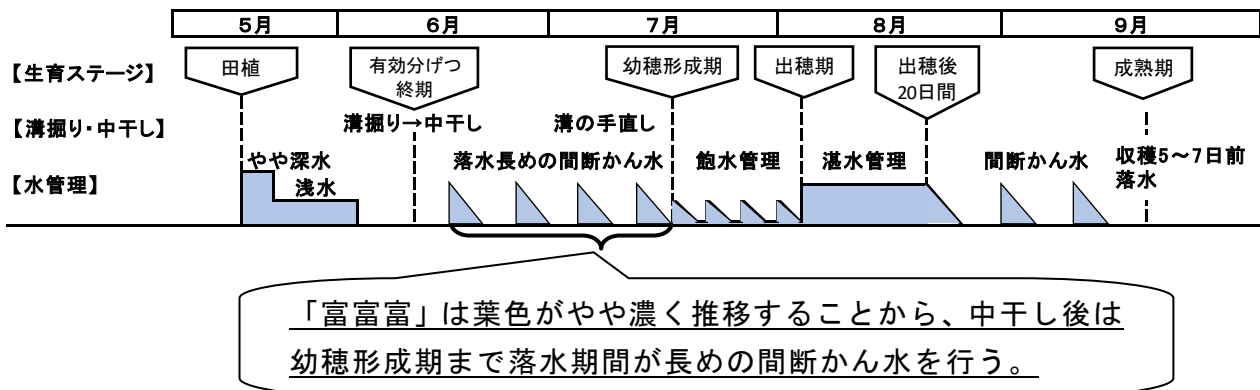 5月 6月 7月 8月 9月
【生育ステージ】
田植
有効分げつ
終期
幼穂形成期
出穂期
出穂後
20日間
成熟期
【溝掘り・中干し】
溝掘り→中干し
溝の手直し
【水管理】
やや深水
浅水
落水長めの間断かん水
飽水管理
湛水管理
間断かん水
収穫5～7日前
落水
「富富富」は葉色がやや濃く推移することから、中干し後は
幼穂形成期まで落水期間が長めの間断かん水を行う。